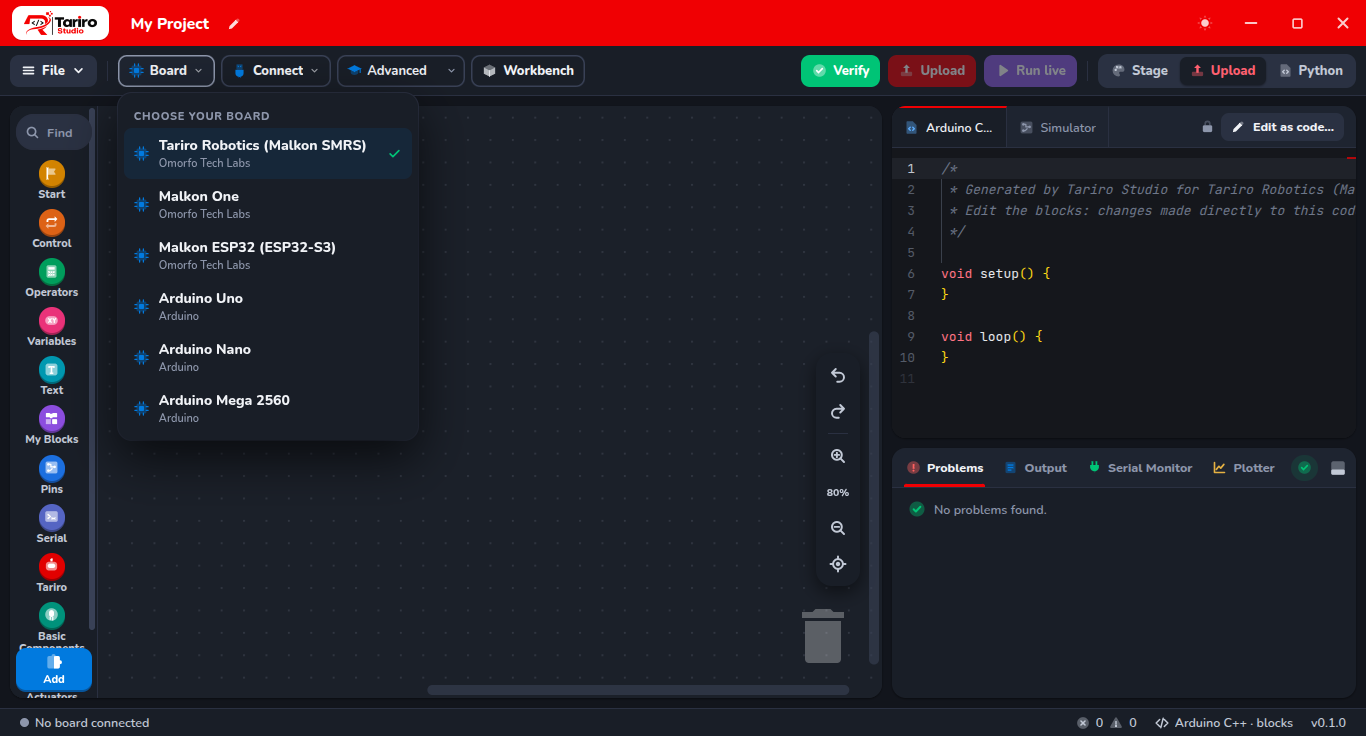 Tariro
Studio
My Project
File
Board
Connect
Advanced
Workbench
Verify
Upload
Run live
Stage
Upload
Python
Find
Start
Control
Operators
Variables
Text
My Blocks
Pins
Serial
Tariro
Basic
Components
Add
Actuators
CHOOSE YOUR BOARD
Tariro Robotics (Malkon SMRS)
Omorfo Tech Labs
Malkon One
Omorfo Tech Labs
Malkon ESP32 (ESP32-S3)
Omorfo Tech Labs
Arduino Uno
Arduino
Arduino Nano
Arduino
Arduino Mega 2560
Arduino
80%
Arduino C...
Simulator
Edit as code...
1 /*
2 * Generated by Tariro Studio for Tariro Robotics (Ma
3 * Edit the blocks: changes made directly to this cod
4 */
5
6 void setup() {
7 }
8
9 void loop() {
10 }
11
Problems
Output
Serial Monitor
Plotter
No problems found.
No board connected
0
0
Arduino C++ · blocks
v0.1.0